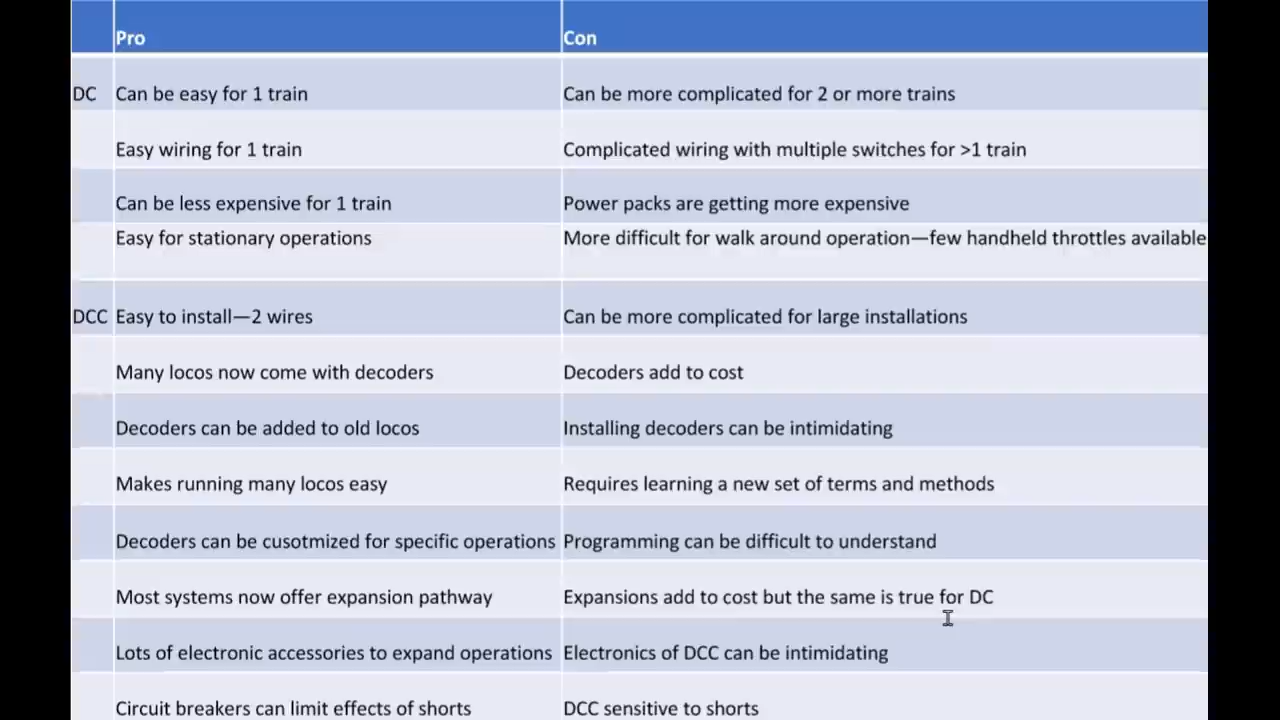 Pro Con
DC Can be easy for 1 train Can be more complicated for 2 or more trains
Easy wiring for 1 train Complicated wiring with multiple switches for >1 train
Can be less expensive for 1 train Power packs are getting more expensive
Easy for stationary operations More difficult for walk around operation—few handheld throttles available
DCC Easy to install—2 wires Can be more complicated for large installations
Many locos now come with decoders Decoders add to cost
Decoders can be added to old locos Installing decoders can be intimidating
Makes running many locos easy Requires learning a new set of terms and methods
Decoders can be cusotmized for specific operations Programming can be difficult to understand
Most systems now offer expansion pathway Expansions add to cost but the same is true for DC
Lots of electronic accessories to expand operations Electronics of DCC can be intimidating
Circuit breakers can limit effects of shorts DCC sensitive to shorts